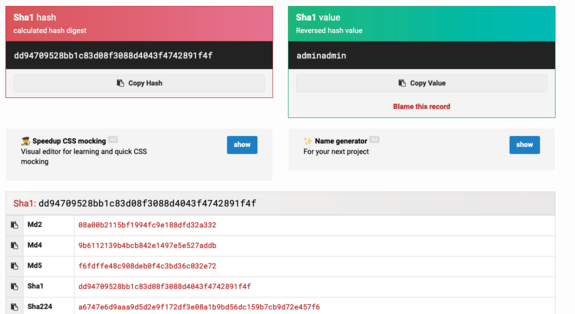 Sha1 hash
calculated hash digest
dd94709528bb1c83d08f3088d4043f4742891f4f
Copy Hash
Sha1 value
Reversed hash value
adminadmin
Copy Value
Blame this record
Speedup CSS mocking
Visual editor for learning and quick CSS
mocking
show
Name generator
For your next project
show
Sha1: dd94709528bb1c83d08f3088d4043f4742891f4f
Md2 08a00b2115bf1994fc9e188dfd32a332
Md4 9b6112139b4bcb842e1497e5e527addb
Md5 f6fdffe48c908deb0f4c3bd36c032e72
Sha1 dd94709528bb1c83d08f3088d4043f4742891f4f
Sha224 a6747e6d9aaa9d5d2e9f172df3e08a1b9bd56dc159b7cb9d72e457f6